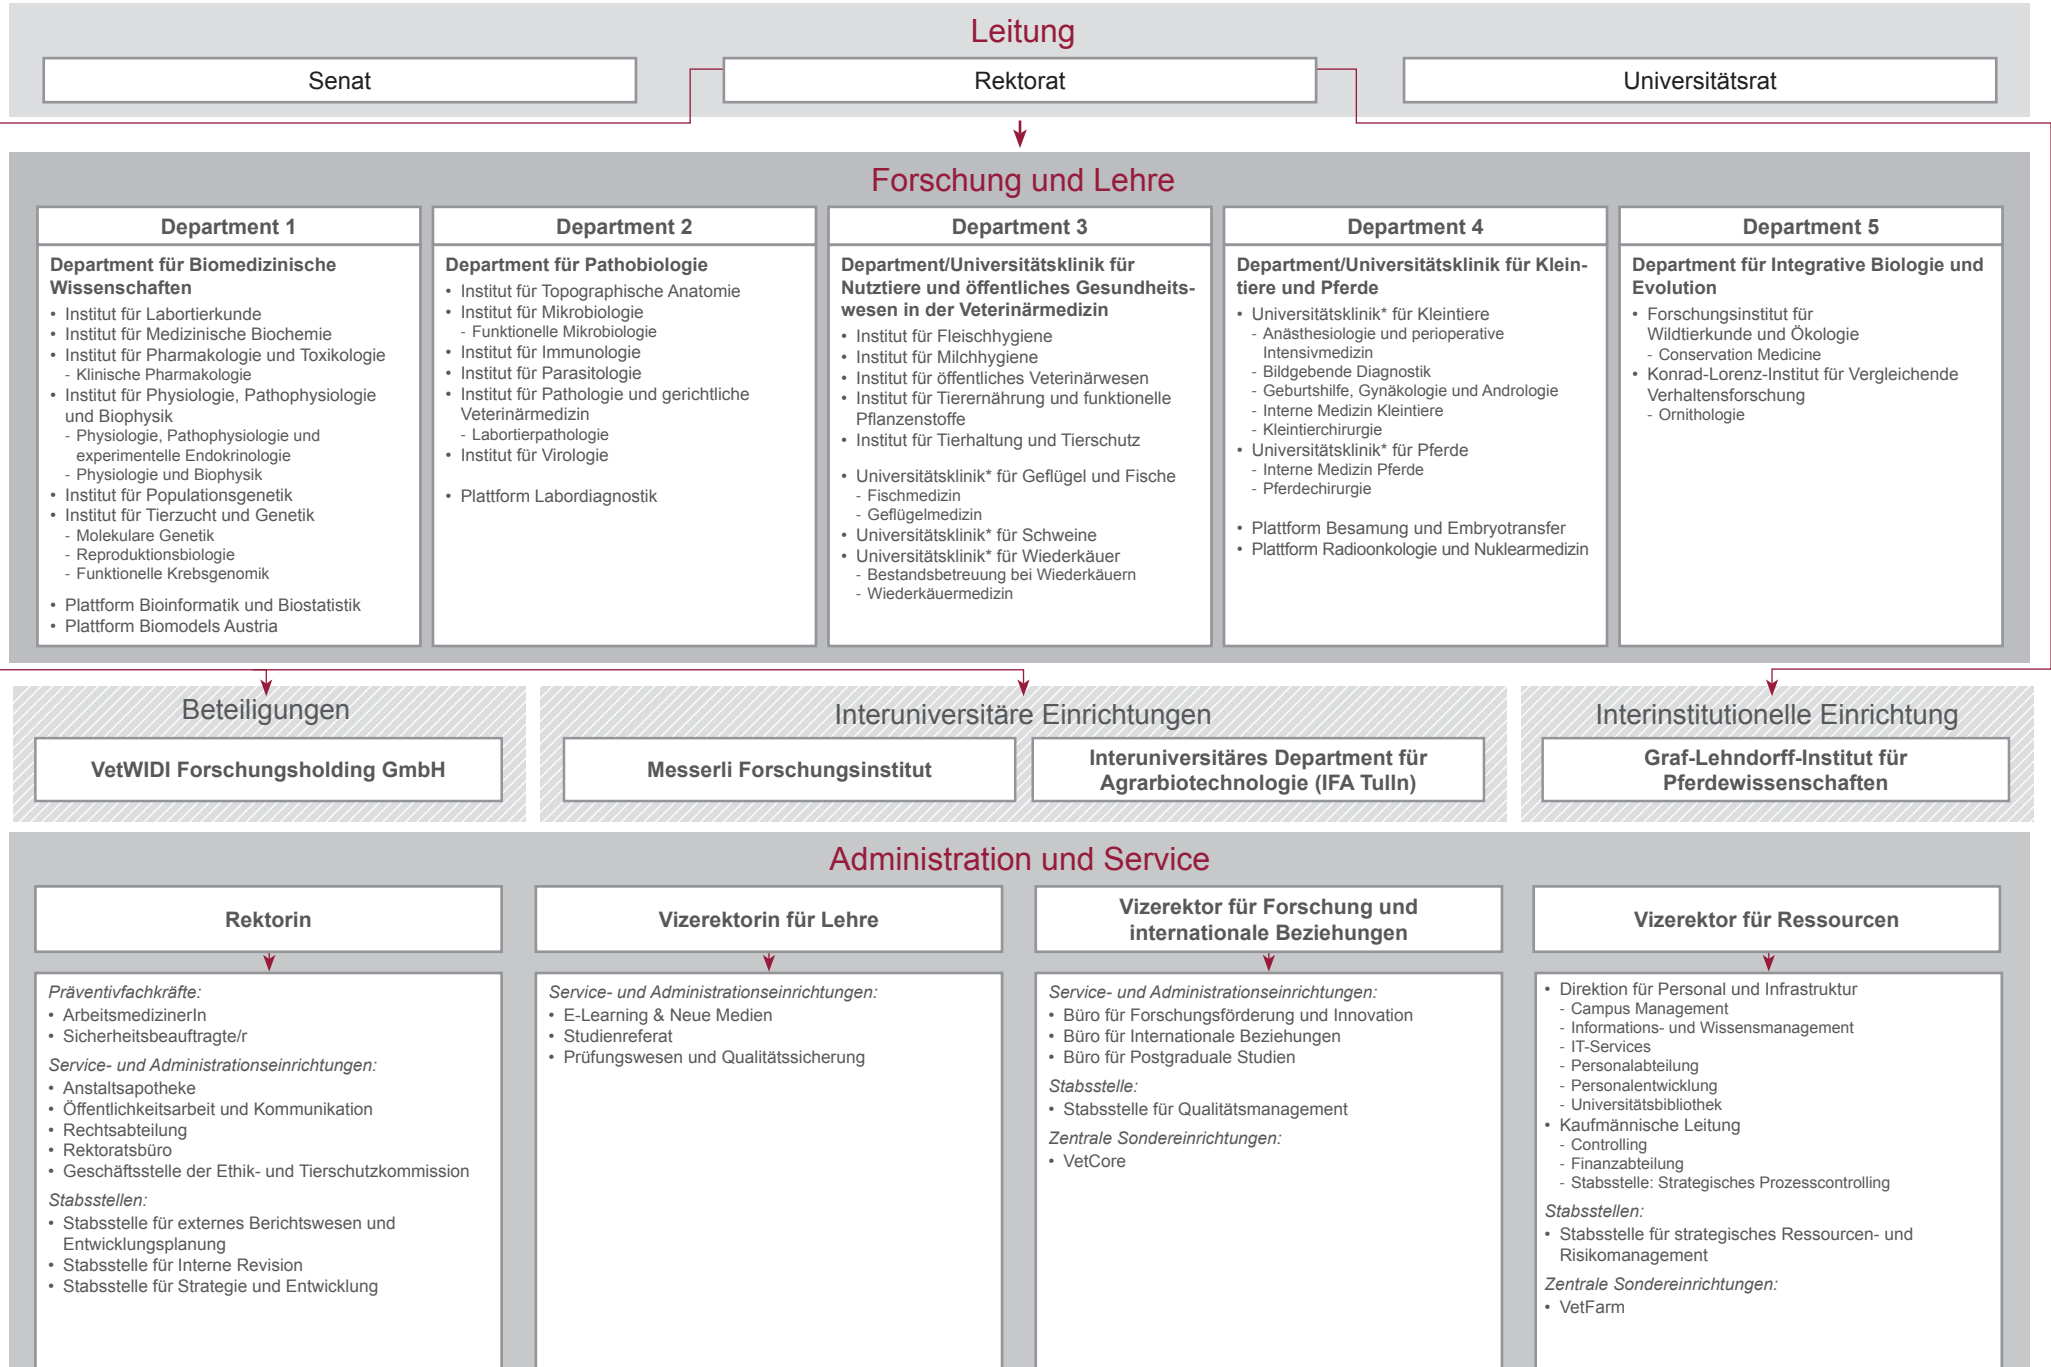 Leitung
Senat
Rektorat
Universitätsrat
Forschung und Lehre
Department 1
Department für Biomedizinische
Wissenschaften
• Institut für Labortierkunde
• Institut für Medizinische Biochemie
• Institut für Pharmakologie und Toxikologie
- Klinische Pharmakologie
• Institut für Physiologie, Pathophysiologie
und Biophysik
- Physiologie, Pathophysiologie und
experimentelle Endokrinologie
- Physiologie und Biophysik
• Institut für Populationsgenetik
• Institut für Tierzucht und Genetik
- Molekulare Genetik
- Reproduktionsbiologie
- Funktionelle Krebsgenomik
• Plattform Bioinformatik und Biostatistik
• Plattform Biomodels Austria
Department 2
Department für Pathobiologie
• Institut für Topographische Anatomie
• Institut für Mikrobiologie
- Funktionelle Mikrobiologie
• Institut für Immunologie
• Institut für Parasitologie
• Institut für Pathologie und gerichtliche
Veterinärmedizin
- Labortierpathologie
• Institut für Virologie
• Plattform Labordiagnostik
Department 3
Department/Universitätsklinik für
Nutztiere und öffentliches Gesundheits-
wesen in der Veterinärmedizin
• Institut für Fleischhygiene
• Institut für Milchhygiene
• Institut für öffentliches Veterinärwesen
• Institut für Tierernährung und funktionelle
Pflanzenstoffe
• Institut für Tierhaltung und Tierschutz
• Universitätsklinik* für Geflügel und Fische
- Fischmedizin
- Geflügelmedizin
• Universitätsklinik* für Schweine
• Universitätsklinik* für Wiederkäuer
- Bestandsbetreuung bei Wiederkäuern
- Wiederkäuermedizin
Department 4
Department/Universitätsklinik für Klein-
tiere und Pferde
• Universitätsklinik* für Kleintiere
- Anästhesiologie und perioperative
Intensivmedizin
- Bildgebende Diagnostik
- Geburtshilfe, Gynäkologie und Andrologie
- Interne Medizin Kleintiere
- Kleintierchirurgie
• Universitätsklinik* für Pferde
- Interne Medizin Pferde
- Pferdechirurgie
• Plattform Besamung und Embryotransfer
• Plattform Radioonkologie und Nuklearmedizin
Department 5
Department für Integrative Biologie und
Evolution
• Forschungsinstitut für
Wildtierkunde und Ökologie
- Conservation Medicine
• Konrad-Lorenz-Institut für Vergleichende
Verhaltensforschung
- Ornithologie
Beteiligungen
VetWIDI Forschungsholding GmbH
Interuniversitäre Einrichtungen
Messerli Forschungsinstitut
Interuniversitäres Department für
Agrarbiotechnologie (IFA Tulln)
Interinstitutionelle Einrichtung
Graf-Lehndorff-Institut für
Pferdewissenschaften
Administration und Service
Rektorin
Präventivfachkräfte:
• ArbeitsmedizinerIn
• Sicherheitsbeauftragte/r
Service- und Administrationseinrichtungen:
• Anstaltsapotheke
• Öffentlichkeitsarbeit und Kommunikation
• Rechtsabteilung
• Rektoratsbüro
• Geschäftsstelle der Ethik- und Tierschutzkommission
Stabsstellen:
• Stabsstelle für externes Berichtswesen und
Entwicklungsplanung
• Stabsstelle für Interne Revision
• Stabsstelle für Strategie und Entwicklung
Vizerektorin für Lehre
Service- und Administrationseinrichtungen:
• E-Learning & Neue Medien
• Studienreferat
• Prüfungswesen und Qualitätssicherung
Vizerektor für Forschung und
internationale Beziehungen
Service- und Administrationseinrichtungen:
• Büro für Forschungsförderung und Innovation
• Büro für Internationale Beziehungen
• Büro für Postgraduale Studien
Stabsstelle:
• Stabsstelle für Qualitätsmanagement
Zentrale Sondereinrichtungen:
• VetCore
Vizerektor für Ressourcen
• Direktion für Personal und Infrastruktur
- Campus Management
- Informations- und Wissensmanagement
- IT-Services
- Personalabteilung
- Personalentwicklung
- Universitätsbibliothek
• Kaufmännische Leitung
- Controlling
- Finanzabteilung
- Stabsstelle: Strategisches Prozesscontrolling
Stabsstellen:
• Stabsstelle für strategisches Ressourcen- und
Risikomanagement
Zentrale Sondereinrichtungen:
• VetFarm